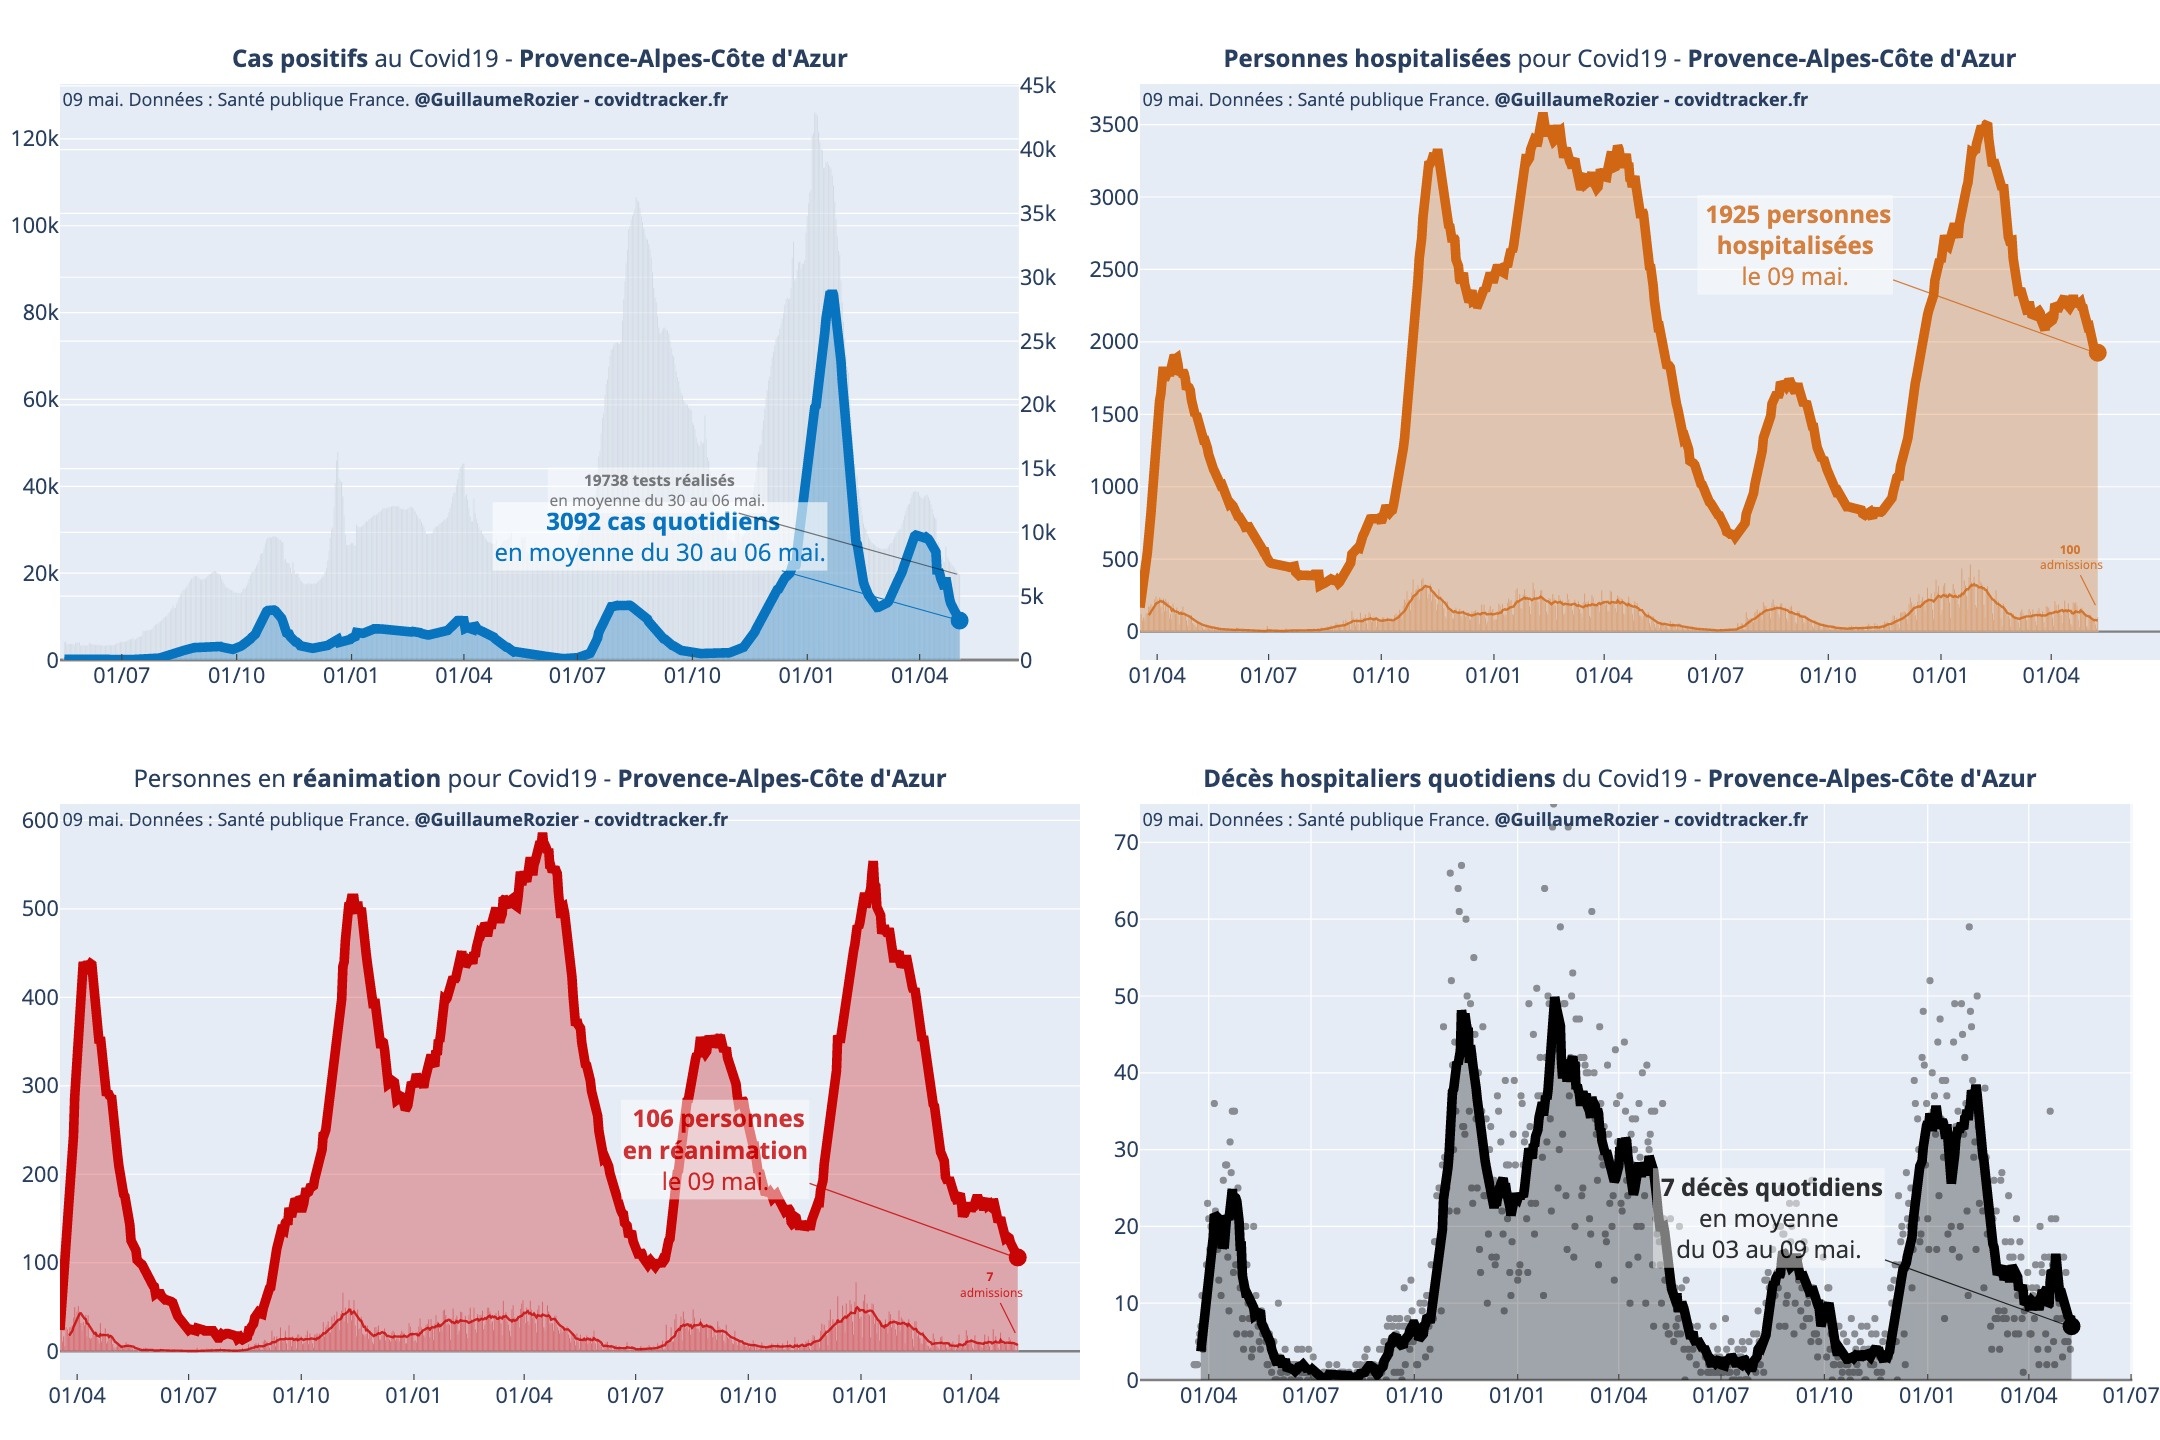 Cas positifs au Covid19 - Provence-Alpes-Côte d'Azur
09 mai. Données : Santé publique France. @GuillaumeRozier - covidtracker.fr
120k
100k
80k
60k
40k
20k
0
45k
40k
35k
30k
25k
20k
15k
10k
5k
0
19738 tests réalisés
en moyenne du 30 au 06 mai.
3092 cas quotidiens
en moyenne du 30 au 06 mai.
01/07 01/10 01/01 01/04 01/07 01/10 01/01 01/04
Personnes hospitalisées pour Covid19 - Provence-Alpes-Côte d'Azur
09 mai. Données : Santé publique France. @GuillaumeRozier - covidtracker.fr
3500
3000
2500
2000
1500
1000
500
0
1925 personnes
hospitalisées
le 09 mai.
100
admissions
01/04 01/07 01/10 01/01 01/04 01/07 01/10 01/01 01/04
Personnes en réanimation pour Covid19 - Provence-Alpes-Côte d'Azur
09 mai. Données : Santé publique France. @GuillaumeRozier - covidtracker.fr
600
500
400
300
200
100
0
106 personnes
en réanimation
le 09 mai.
7
admissions
01/04 01/07 01/10 01/01 01/04 01/07 01/10 01/01 01/04
Décès hospitaliers quotidiens du Covid19 - Provence-Alpes-Côte d'Azur
09 mai. Données : Santé publique France. @GuillaumeRozier - covidtracker.fr
70
60
50
40
30
20
10
0
7 décès quotidiens
en moyenne
du 03 au 09 mai.
01/04 01/07 01/10 01/01 01/04 01/07 01/10 01/01 01/04 01/07